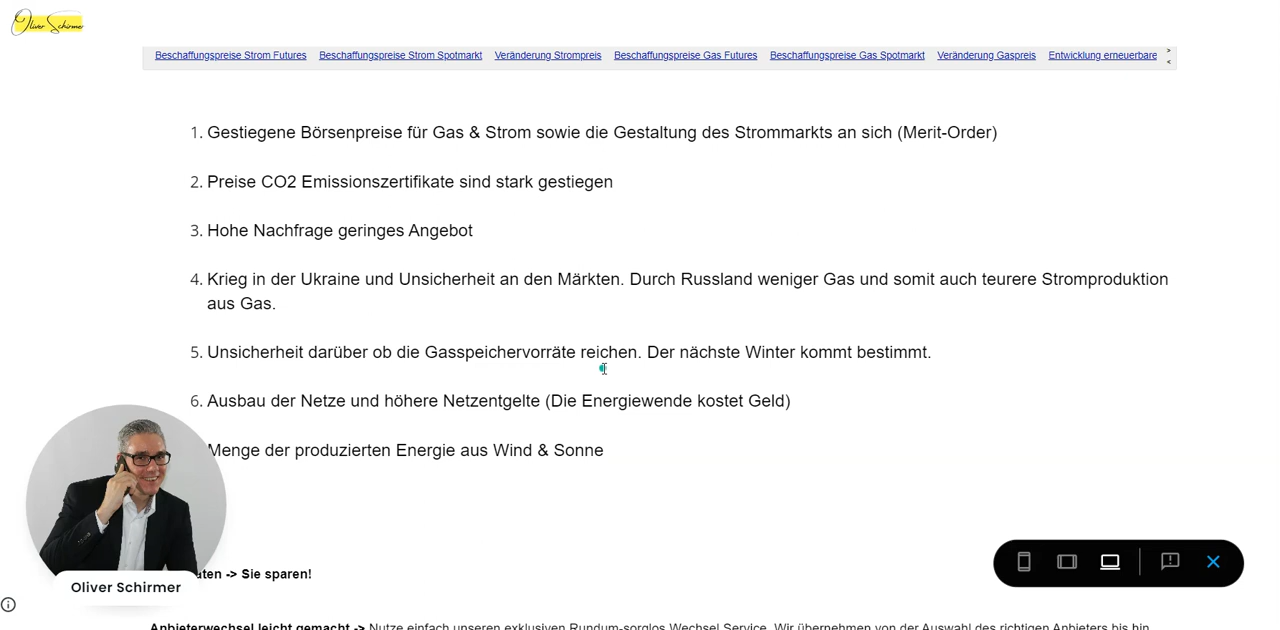 Oliver Schirmer
Beschaffungspreise Strom Futures Beschaffungspreise Strom Spotmarkt Veränderung Strompreis Beschaffungspreise Gas Futures Beschaffungspreise Gas Spotmarkt Veränderung Gaspreis Entwicklung erneuerbare
1. Gestiegene Börsenpreise für Gas & Strom sowie die Gestaltung des Strommarkts an sich (Merit-Order)
2. Preise CO2 Emissionszertifikate sind stark gestiegen
3. Hohe Nachfrage geringes Angebot
4. Krieg in der Ukraine und Unsicherheit an den Märkten. Durch Russland weniger Gas und somit auch teurere Stromproduktion
aus Gas.
5. Unsicherheit darüber ob die Gasspeichervorräte reichen. Der nächste Winter kommt bestimmt.
6. Ausbau der Netze und höhere Netzentgelte (Die Energiewende kostet Geld)
Menge der produzierten Energie aus Wind & Sonne
-> Sie sparen!
Oliver Schirmer
Anbieterwechsel leicht gemacht -> Nutze einfach unseren exklusiven Rundum-sorglos Wechsel Service. Wir übernehmen von der Auswahl des richtigen Anbieters bis hin